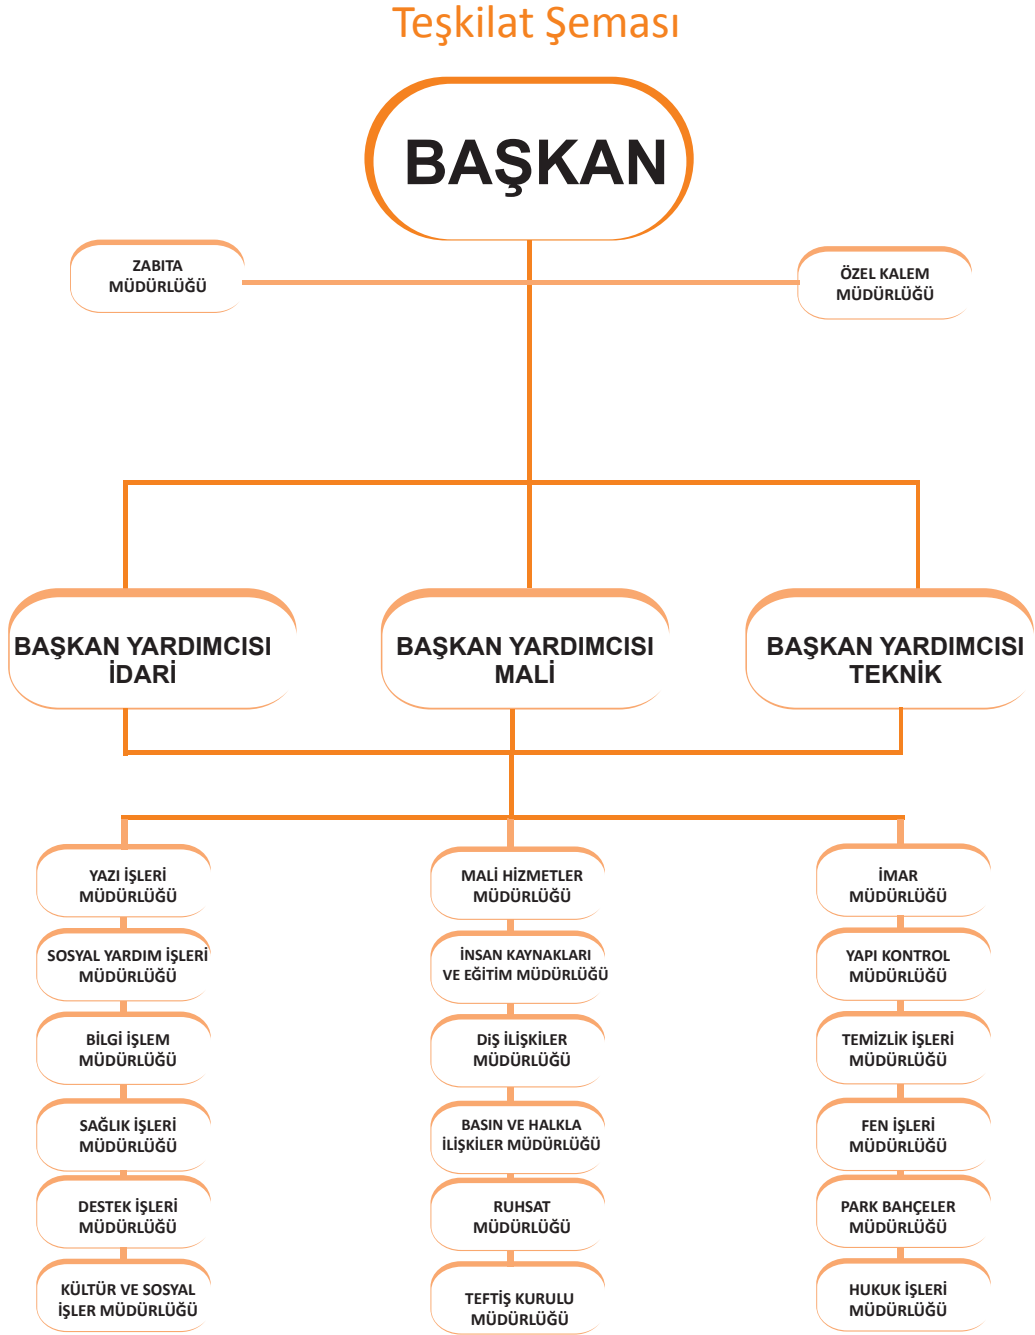 Teşkilat Şeması
BAŞKAN
ZABITA
MÜDÜRLÜĞÜ
ÖZEL KALEM
MÜDÜRLÜĞÜ
BAŞKAN YARDIMCISI
İDARİ
BAŞKAN YARDIMCISI
MALİ
BAŞKAN YARDIMCISI
TEKNİK
YAZI İŞLERİ
MÜDÜRLÜĞÜ
SOSYAL YARDIM İŞLERİ
MÜDÜRLÜĞÜ
BİLGİ İŞLEM
MÜDÜRLÜĞÜ
SAĞLIK İŞLERİ
MÜDÜRLÜĞÜ
DESTEK İŞLERİ
MÜDÜRLÜĞÜ
KÜLTÜR VE SOSYAL
İŞLER MÜDÜRLÜĞÜ
MALİ HİZMETLER
MÜDÜRLÜĞÜ
İNSAN KAYNAKLARI
VE EĞİTİM MÜDÜRLÜĞÜ
DiŞ İLİŞKİLER
MÜDÜRLÜĞÜ
BASIN VE HALKLA
İLİŞKİLER MÜDÜRLÜĞÜ
RUHSAT
MÜDÜRLÜĞÜ
TEFTİŞ KURULU
MÜDÜRLÜĞÜ
İMAR
MÜDÜRLÜĞÜ
YAPI KONTROL
MÜDÜRLÜĞÜ
TEMİZLİK İŞLERİ
MÜDÜRLÜĞÜ
FEN İŞLERİ
MÜDÜRLÜĞÜ
PARK BAHÇELER
MÜDÜRLÜĞÜ
HUKUK İŞLERİ
MÜDÜRLÜĞÜ